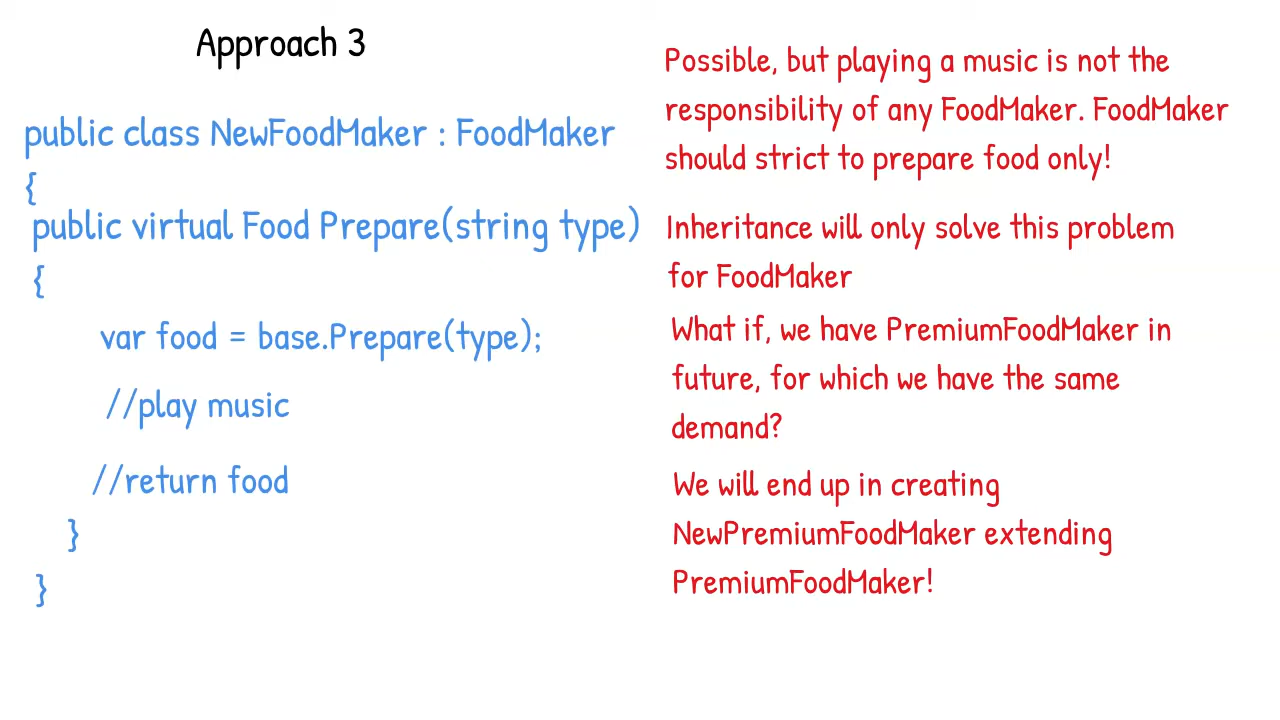 Approach 3
public class NewFoodMaker : FoodMaker
{
public virtual Food Prepare(string type)
{
var food = base.Prepare(type);
//play music
//return food
}
}
Possible, but playing a music is not the
responsibility of any FoodMaker. FoodMaker
should strict to prepare food only!
Inheritance will only solve this problem
for FoodMaker
What if, we have PremiumFoodMaker in
future, for which we have the same
demand?
We will end up in creating
NewPremiumFoodMaker extending
PremiumFoodMaker!